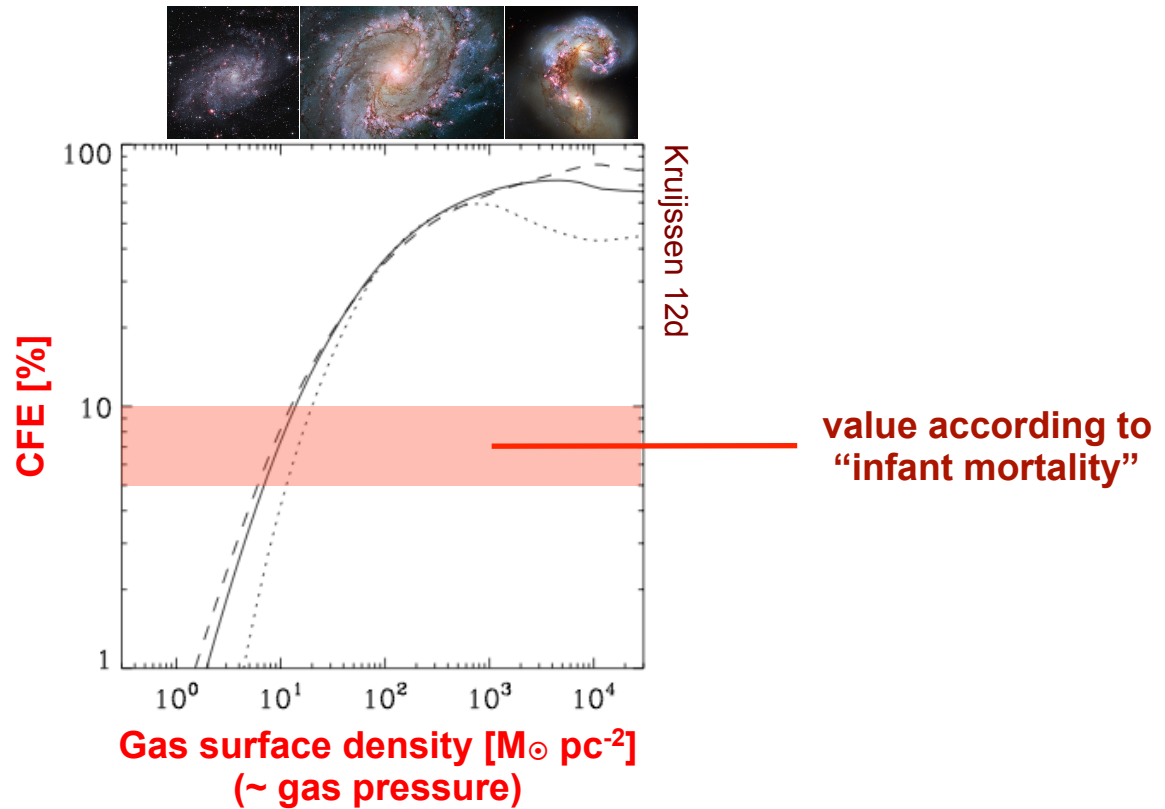 100
10
1
CFE [%]
Kruijssen 12d
value according to
“infant mortality”
10⁰ 10¹ 10² 10³ 10⁴
Gas surface density [M☉ pc⁻²]
(~ gas pressure)